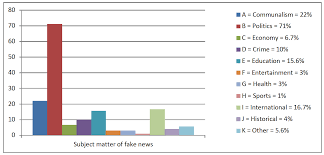 80
70
60
50
40
30
20
10
0
Subject matter of fake news
A = Communalism = 22%
B = Politics = 71%
C = Economy = 6.7%
D = Crime = 10%
E = Education = 15.6%
F = Entertainment = 3%
G = Health = 3%
H = Sports = 1%
I = International = 16.7%
J = Historical = 4%
K = Other = 5.6%